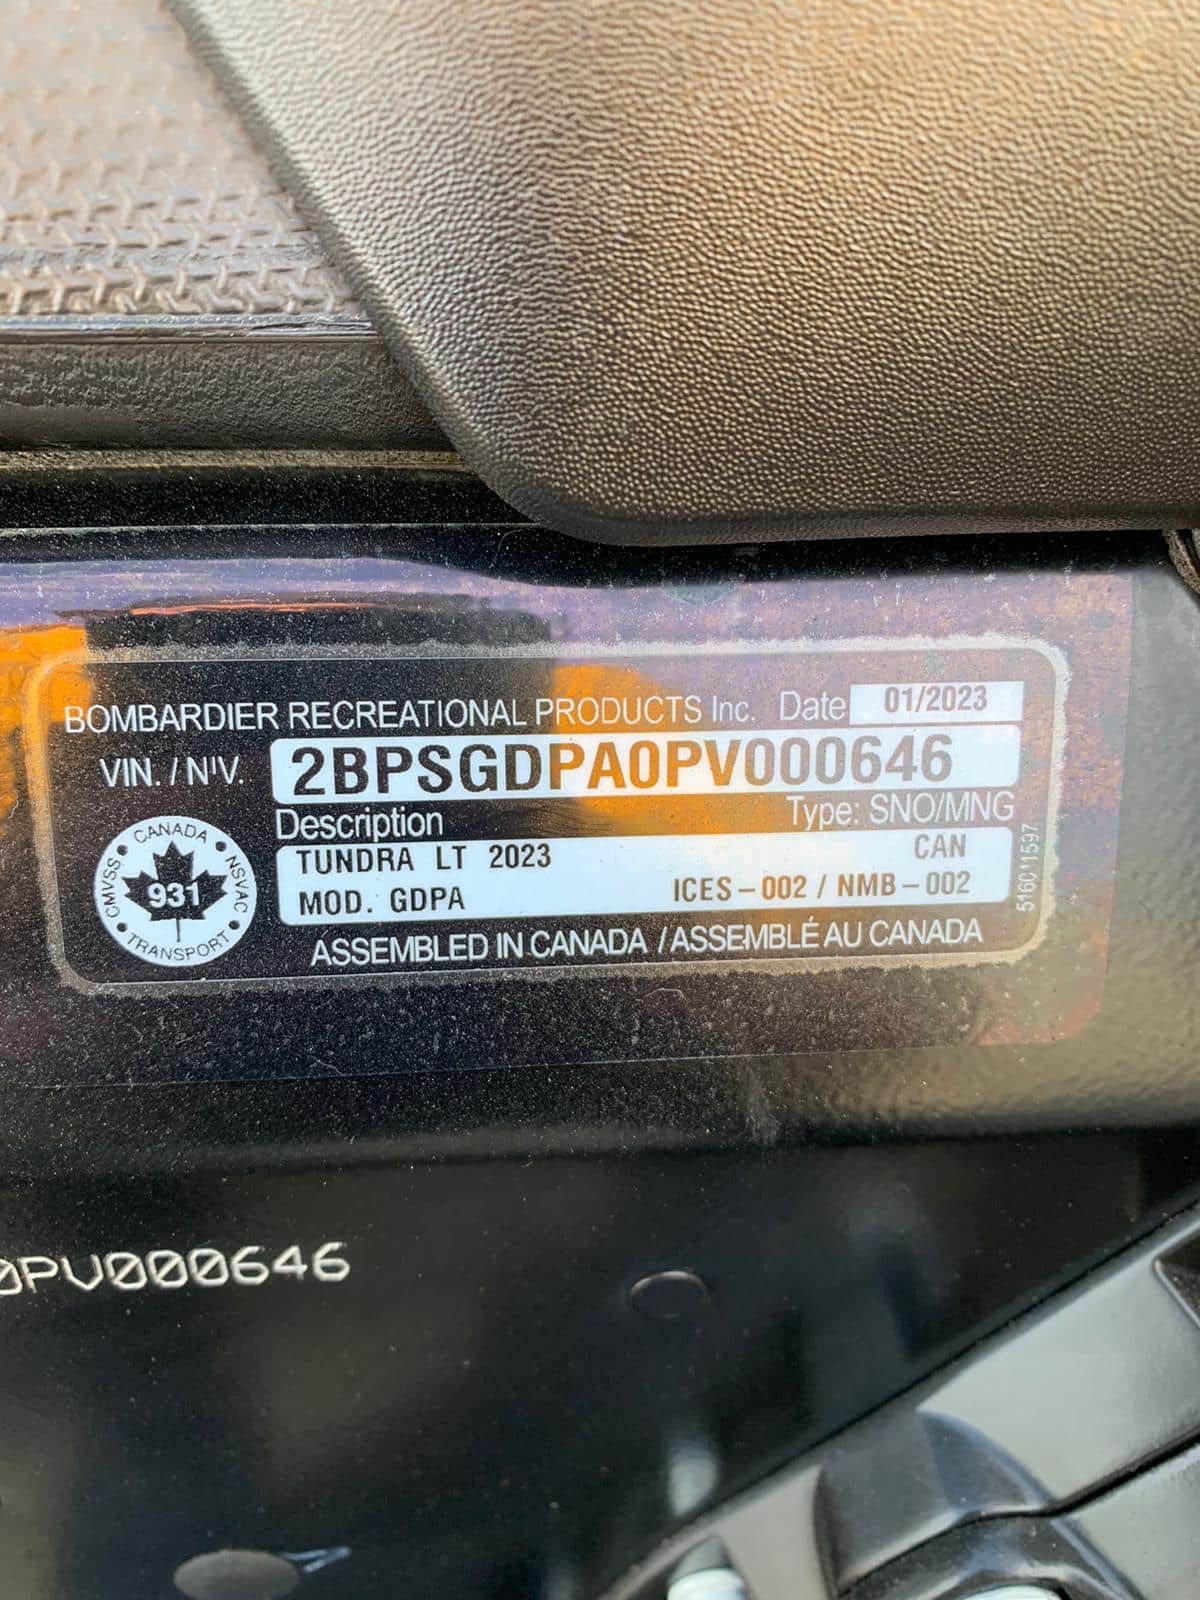 BOMBARDIER RECREATIONAL PRODUCTS Inc. Date 01/2023
VIN. / N'V. 2BPSGDPA0PV000646
Description Type: SNO/MNG
TUNDRA LT 2023 CAN
MOD. GDPA ICES-002 / NMB-002
ASSEMBLED IN CANADA / ASSEMBLÉ AU CANADA
CANADA
CMVSS
NSVAC
931
TRANSPORT
516011597
0PV000646